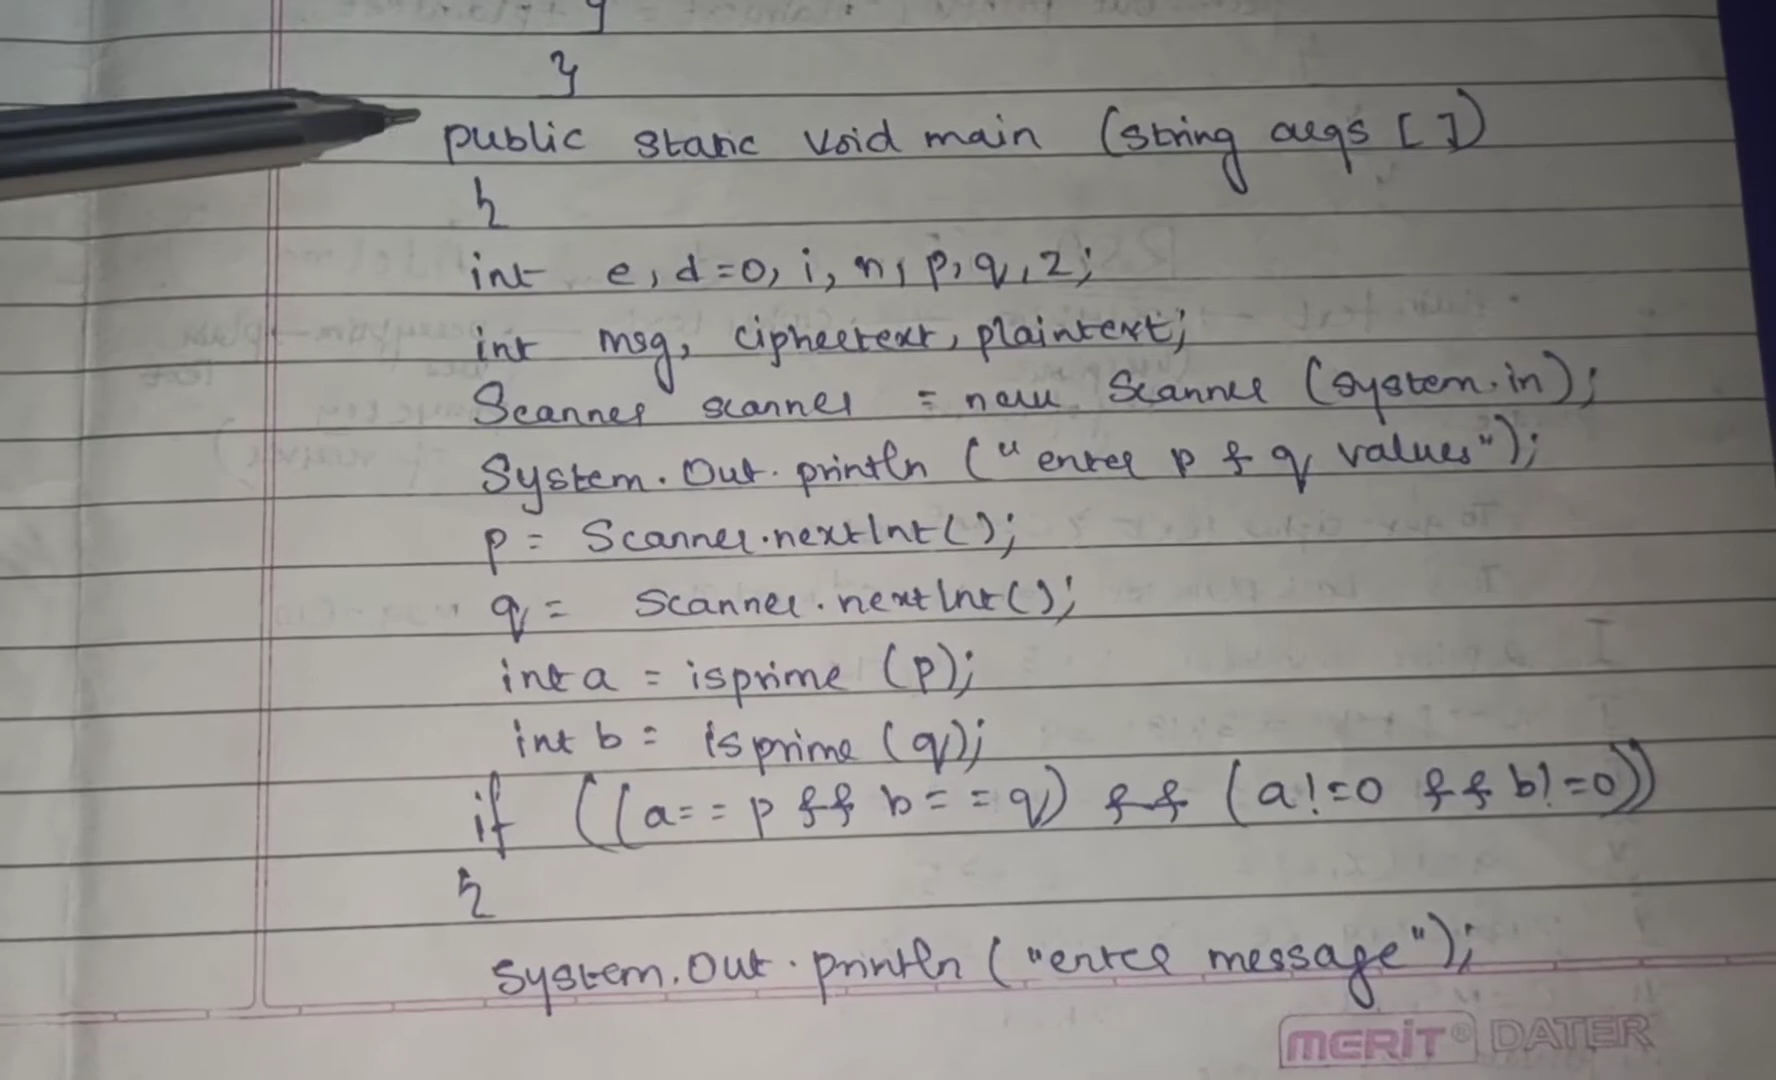 }
public static void main (string args [ ])
{
int e, d=0, i, n, p, q, z;
int msg, ciphertext, plaintext;
Scanner scanner = new Scanner (system.in);
System.Out.println ("enter p & q values");
p = Scanner.nextInt();
q = Scanner.nextInt();
int a = isprime (p);
int b = isprime (q);
if ((a==p && b==q) && (a!=0 && b!=0))
{
System.Out.println ("enter message");
MERIT® DATER